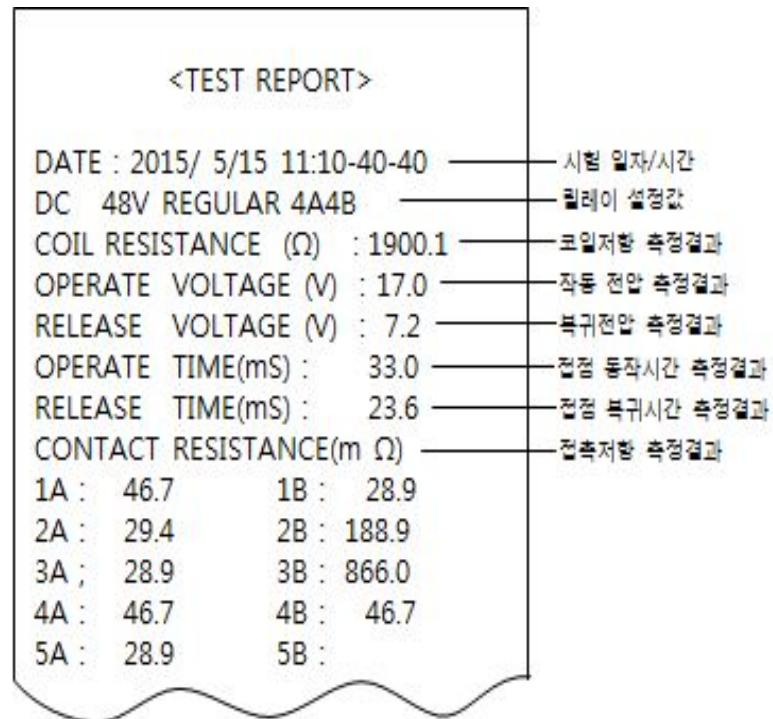 <TEST REPORT>
DATE : 2015/ 5/15 11:10-40-40 시험 일자/시간
DC 48V REGULAR 4A4B 릴레이 설정값
COIL RESISTANCE (Ω) : 1900.1 코일저항 측정결과
OPERATE VOLTAGE (V) : 17.0 작동 전압 측정결과
RELEASE VOLTAGE (V) : 7.2 복귀전압 측정결과
OPERATE TIME(mS) : 33.0 접점 동작시간 측정결과
RELEASE TIME(mS) : 23.6 접점 복귀시간 측정결과
CONTACT RESISTANCE(m Ω) 접촉저항 측정결과
1A : 46.7 1B : 28.9
2A : 29.4 2B : 188.9
3A ; 28.9 3B : 866.0
4A : 46.7 4B : 46.7
5A : 28.9 5B :